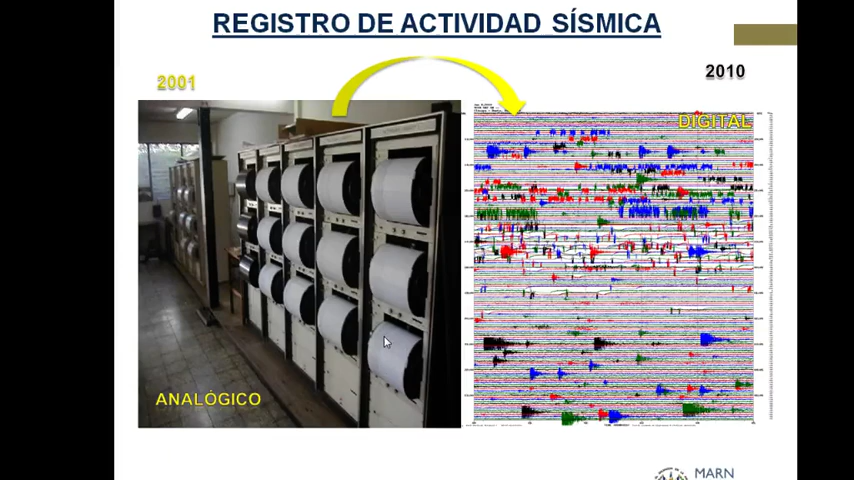 REGISTRO DE ACTIVIDAD SÍSMICA
2001
2010
DIGITAL
ANALÓGICO
MARN